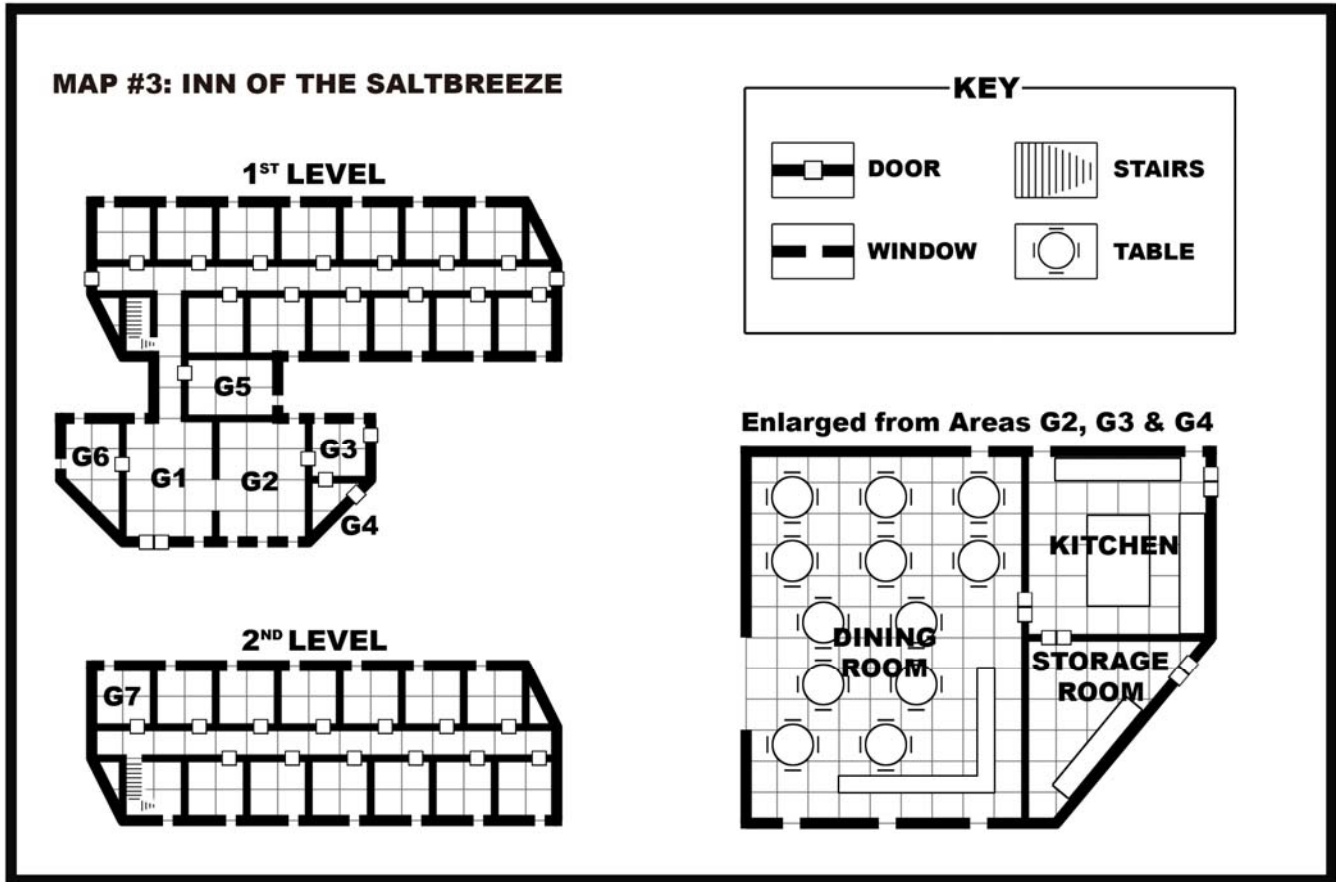 MAP #3: INN OF THE SALTBREEZE
1ST LEVEL
G5
G6
G1
G2
G3
G4
2ND LEVEL
G7
KEY
DOOR
STAIRS
WINDOW
TABLE
Enlarged from Areas G2, G3 & G4
KITCHEN
DINING
ROOM
STORAGE
ROOM